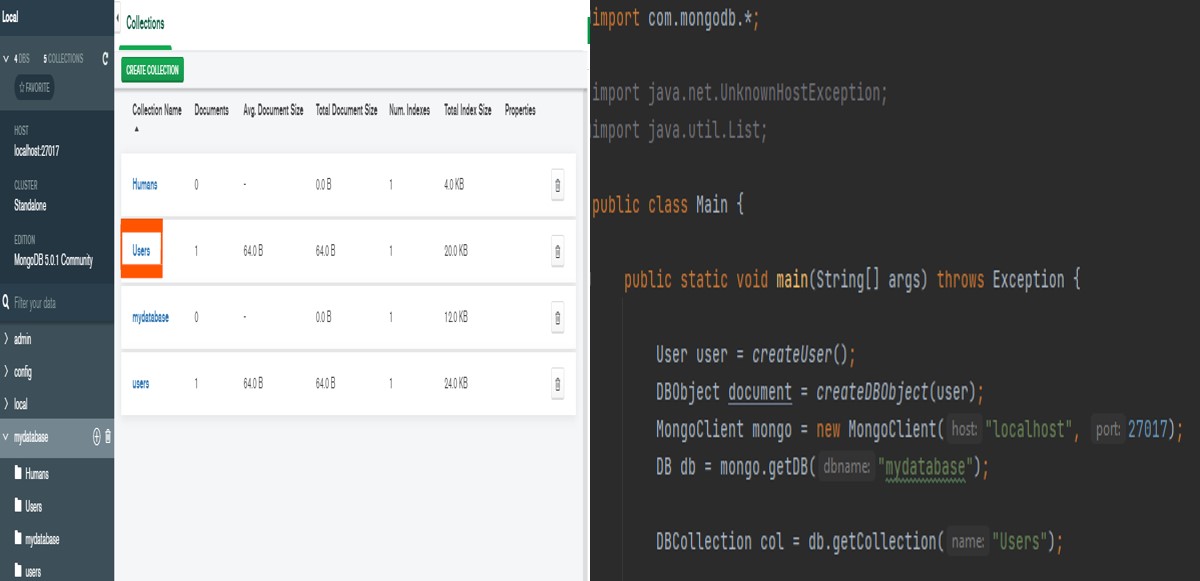 Local
4 DBS 5 COLLECTIONS
☆ FAVORITE
HOST
localhost:27017
CLUSTER
Standalone
EDITION
MongoDB 5.0.1 Community
Filter your data
admin
config
local
mydatabase
Humans
Users
mydatabase
users
Collections
CREATE COLLECTION
Collection Name Documents Avg. Document Size Total Document Size Num. Indexes Total Index Size Properties
Humans 0 - 0.0 B 1 4.0 KB
Users 1 64.0 B 64.0 B 1 20.0 KB
mydatabase 0 - 0.0 B 1 12.0 KB
users 1 64.0 B 64.0 B 1 24.0 KB
import com.mongodb.*;
import java.net.UnknownHostException;
import java.util.List;
public class Main {
public static void main(String[] args) throws Exception {
User user = createUser();
DBObject document = createDBObject(user);
MongoClient mongo = new MongoClient( host: "localhost", port: 27017);
DB db = mongo.getDB( dbname: "mydatabase");
DBCollection col = db.getCollection( name: "Users");